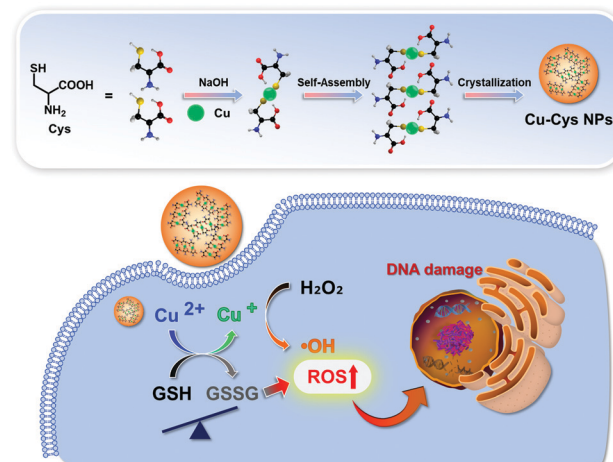 SH
COOH
NH₂
Cys
=
NaOH
Cu
Self-Assembly
Crystallization
Cu-Cys NPs
DNA damage
H₂O₂
Cu ²⁺
Cu ⁺
•OH
ROS
GSH
GSSG